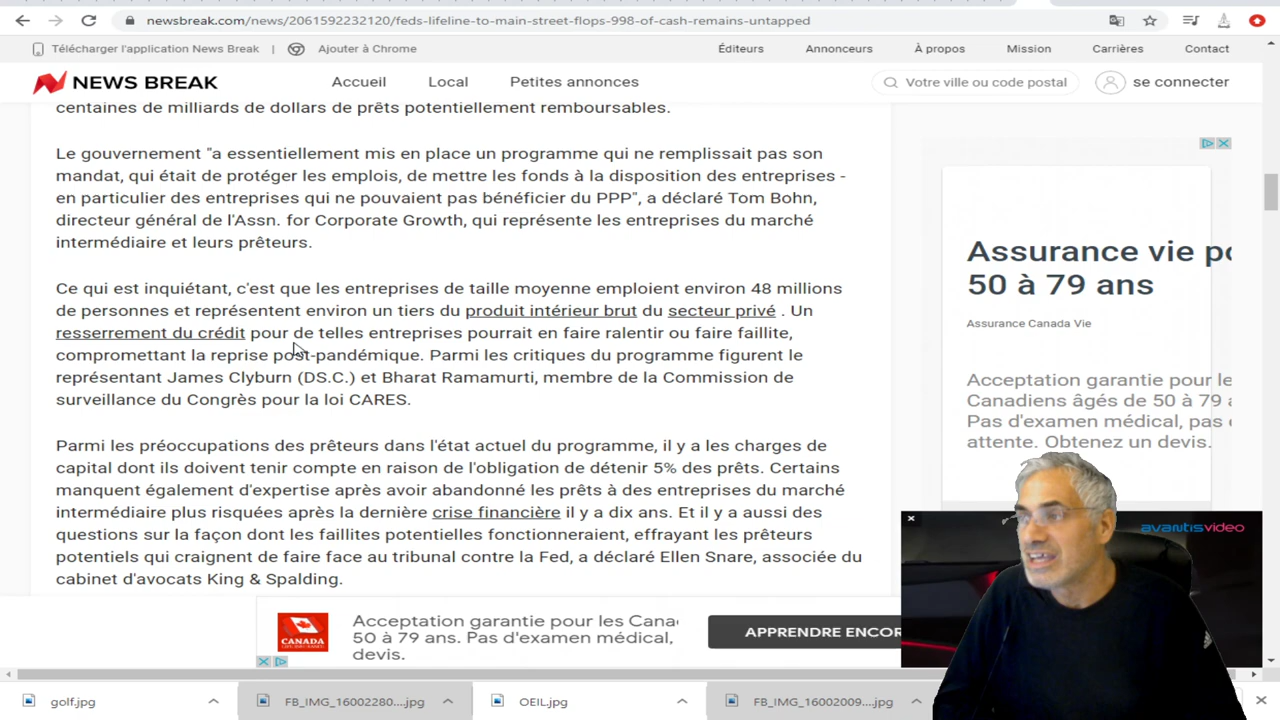 newsbreak.com/news/2061592232120/feds-lifeline-to-main-street-flops-998-of-cash-remains-untapped
Télécharger l'application News Break | Ajouter à Chrome Éditeurs Annonceurs À propos Mission Carrières Contact
NEWS BREAK Accueil Local Petites annonces Votre ville ou code postal se connecter
centaines de milliards de dollars de prêts potentiellement remboursables.
Le gouvernement "a essentiellement mis en place un programme qui ne remplissait pas son
mandat, qui était de protéger les emplois, de mettre les fonds à la disposition des entreprises -
en particulier des entreprises qui ne pouvaient pas bénéficier du PPP", a déclaré Tom Bohn,
directeur général de l'Assn. for Corporate Growth, qui représente les entreprises du marché
intermédiaire et leurs prêteurs.
Ce qui est inquiétant, c'est que les entreprises de taille moyenne emploient environ 48 millions
de personnes et représentent environ un tiers du produit intérieur brut du secteur privé . Un
resserrement du crédit pour de telles entreprises pourrait en faire ralentir ou faire faillite,
compromettant la reprise post-pandémique. Parmi les critiques du programme figurent le
représentant James Clyburn (DS.C.) et Bharat Ramamurti, membre de la Commission de
surveillance du Congrès pour la loi CARES.
Parmi les préoccupations des prêteurs dans l'état actuel du programme, il y a les charges de
capital dont ils doivent tenir compte en raison de l'obligation de détenir 5% des prêts. Certains
manquent également d'expertise après avoir abandonné les prêts à des entreprises du marché
intermédiaire plus risquées après la dernière crise financière il y a dix ans. Et il y a aussi des
questions sur la façon dont les faillites potentielles fonctionneraient, effrayant les prêteurs
potentiels qui craignent de faire face au tribunal contre la Fed, a déclaré Ellen Snare, associée du
cabinet d'avocats King & Spalding.
Assurance vie po
50 à 79 ans
Assurance Canada Vie
Acceptation garantie pour le
Canadiens âgés de 50 à 79
Pas d'examen médical, pas
attente. Obtenez un devis.
avantisvideo
CANADA
Acceptation garantie pour les Cana
50 à 79 ans. Pas d'examen médical,
devis.
APPRENDRE ENCOR
golf.jpg FB_IMG_16002280....jpg OEIL.jpg FB_IMG_16002009....jpg